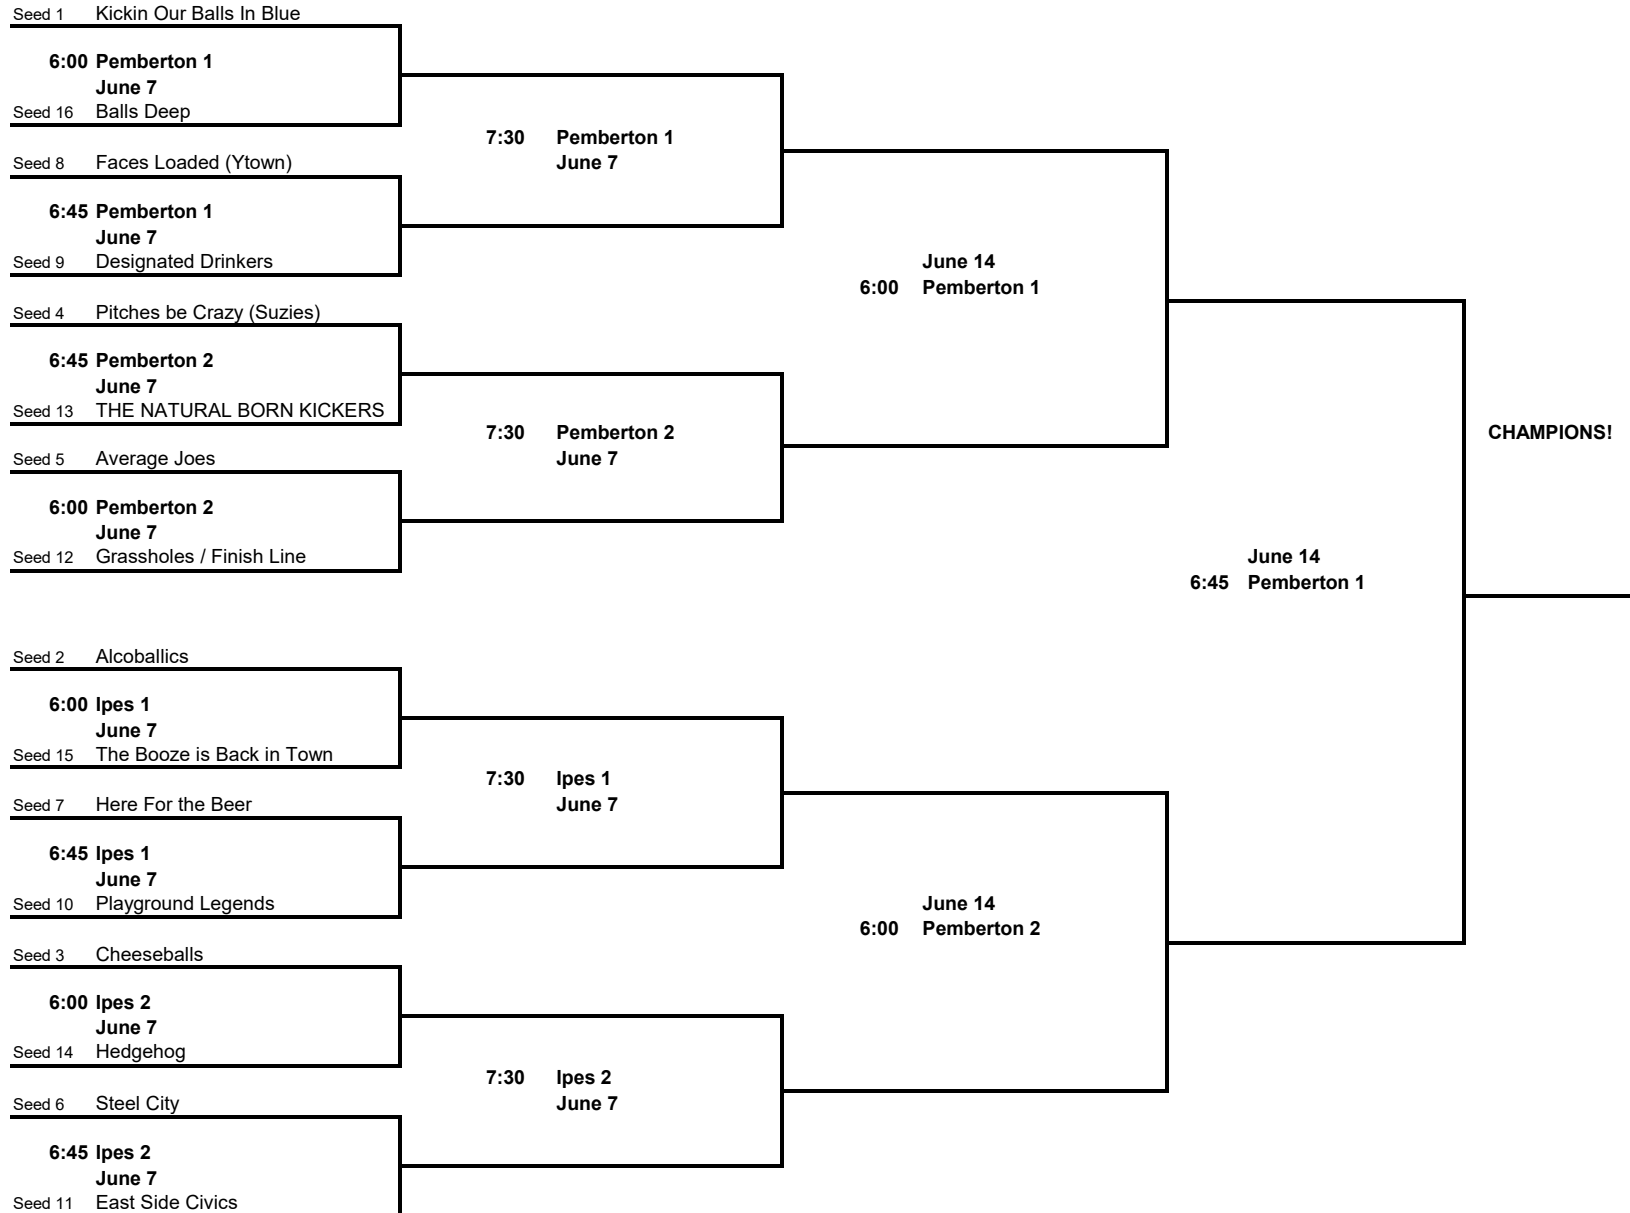 Seed 1 Kickin Our Balls In Blue
6:00 Pemberton 1
June 7
Seed 16 Balls Deep
7:30 Pemberton 1
June 7
Seed 8 Faces Loaded (Ytown)
6:45 Pemberton 1
June 7
Seed 9 Designated Drinkers
June 14
6:00 Pemberton 1
Seed 4 Pitches be Crazy (Suzies)
6:45 Pemberton 2
June 7
Seed 13 THE NATURAL BORN KICKERS
7:30 Pemberton 2
June 7
CHAMPIONS!
Seed 5 Average Joes
6:00 Pemberton 2
June 7
Seed 12 Grassholes / Finish Line
June 14
6:45 Pemberton 1
Seed 2 Alcoballics
6:00 Ipes 1
June 7
Seed 15 The Booze is Back in Town
7:30 Ipes 1
June 7
Seed 7 Here For the Beer
6:45 Ipes 1
June 7
Seed 10 Playground Legends
June 14
6:00 Pemberton 2
Seed 3 Cheeseballs
6:00 Ipes 2
June 7
Seed 14 Hedgehog
7:30 Ipes 2
June 7
Seed 6 Steel City
6:45 Ipes 2
June 7
Seed 11 East Side Civics